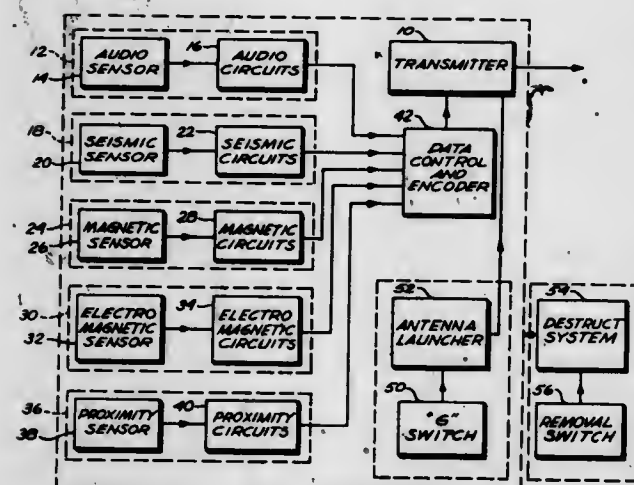 12
14
AUDIO
SENSOR
16
AUDIO
CIRCUITS
10
TRANSMITTER
18
20
SEISMIC
SENSOR
22
SEISMIC
CIRCUITS
42
DATA
CONTROL
AND
ENCODER
24
26
MAGNETIC
SENSOR
28
MAGNETIC
CIRCUITS
30
32
ELECTRO
MAGNETIC
SENSOR
34
ELECTRO
MAGNETIC
CIRCUITS
52
ANTENNA
LAUNCHER
54
DESTRUCT
SYSTEM
36
38
PROXIMITY
SENSOR
40
PROXIMITY
CIRCUITS
50
"G"
SWITCH
56
REMOVAL
SWITCH